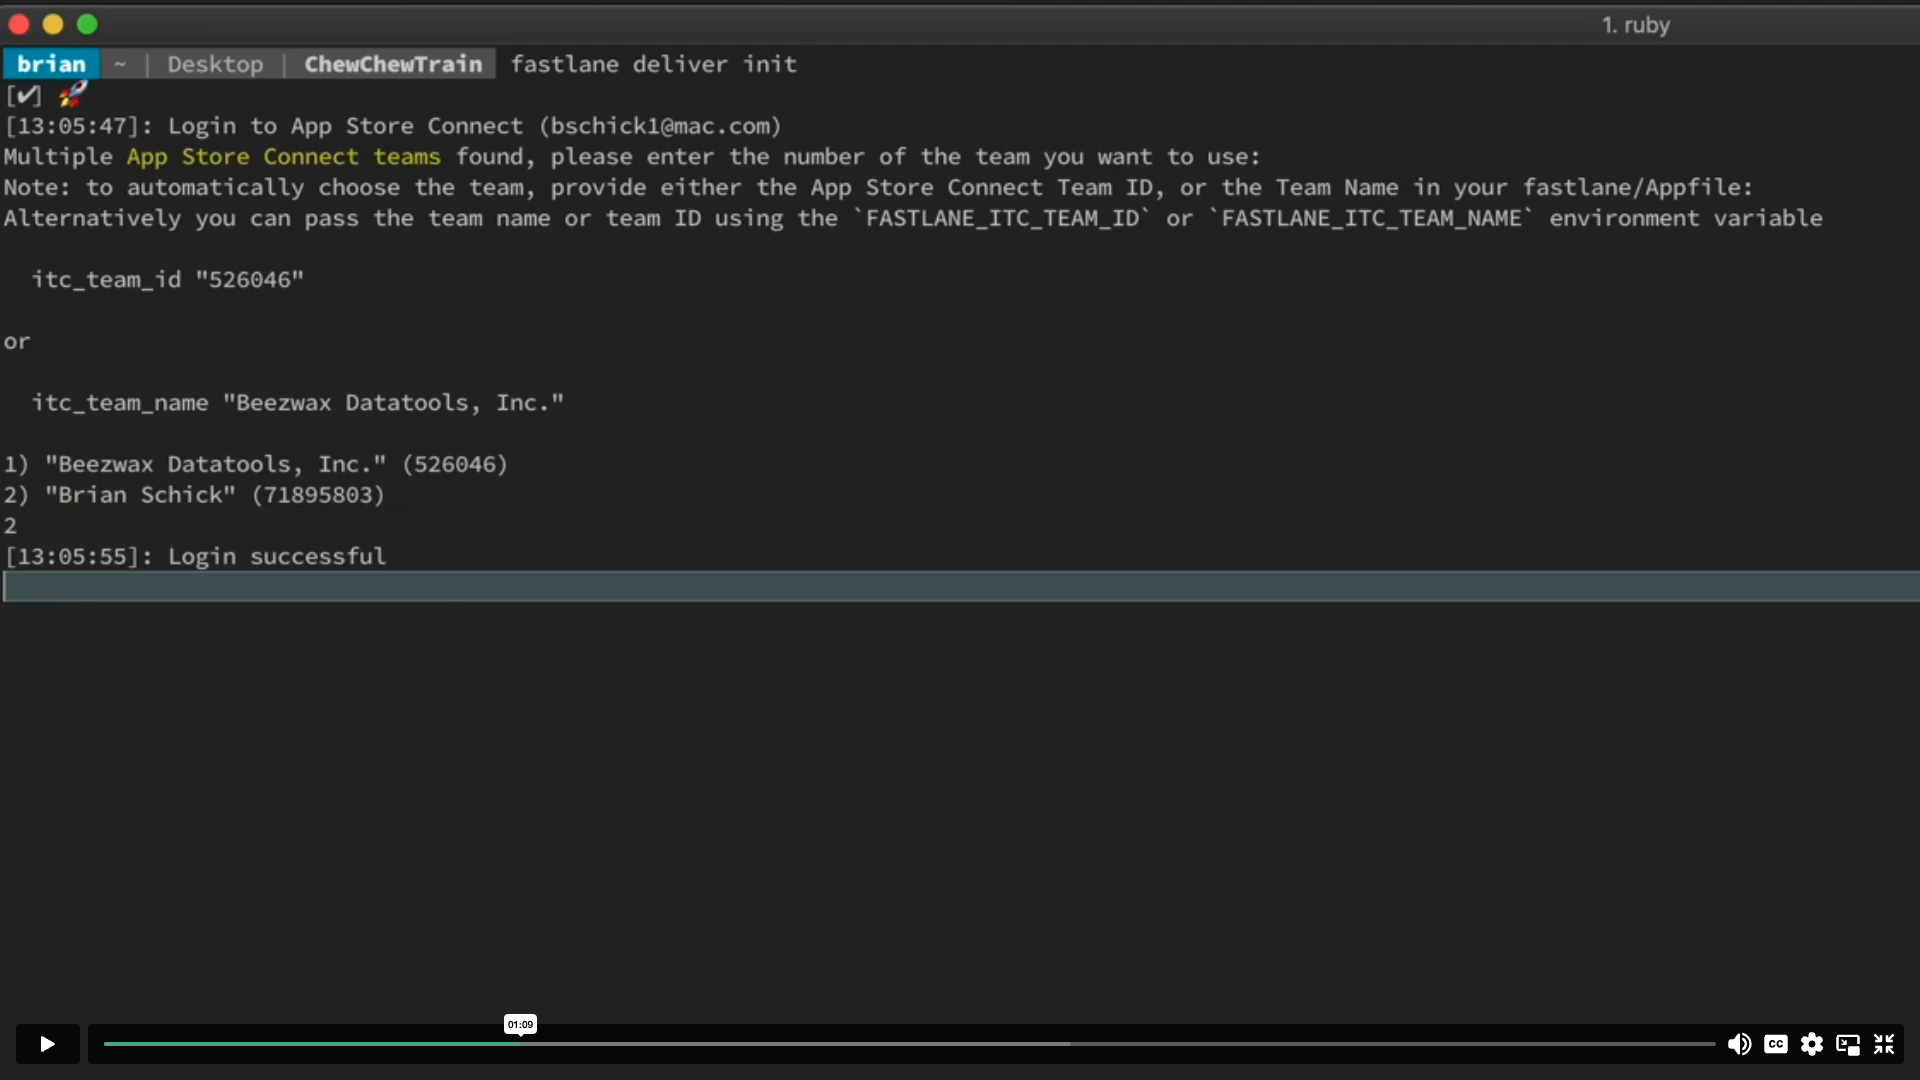 1. ruby
brian ~ | Desktop | ChewChewTrain fastlane deliver init
[✔] 🚀
[13:05:47]: Login to App Store Connect (bschick1@mac.com)
Multiple App Store Connect teams found, please enter the number of the team you want to use:
Note: to automatically choose the team, provide either the App Store Connect Team ID, or the Team Name in your fastlane/Appfile:
Alternatively you can pass the team name or team ID using the `FASTLANE_ITC_TEAM_ID` or `FASTLANE_ITC_TEAM_NAME` environment variable
itc_team_id "526046"
or
itc_team_name "Beezwax Datatools, Inc."
1) "Beezwax Datatools, Inc." (526046)
2) "Brian Schick" (71895803)
2
[13:05:55]: Login successful
01:09
CC